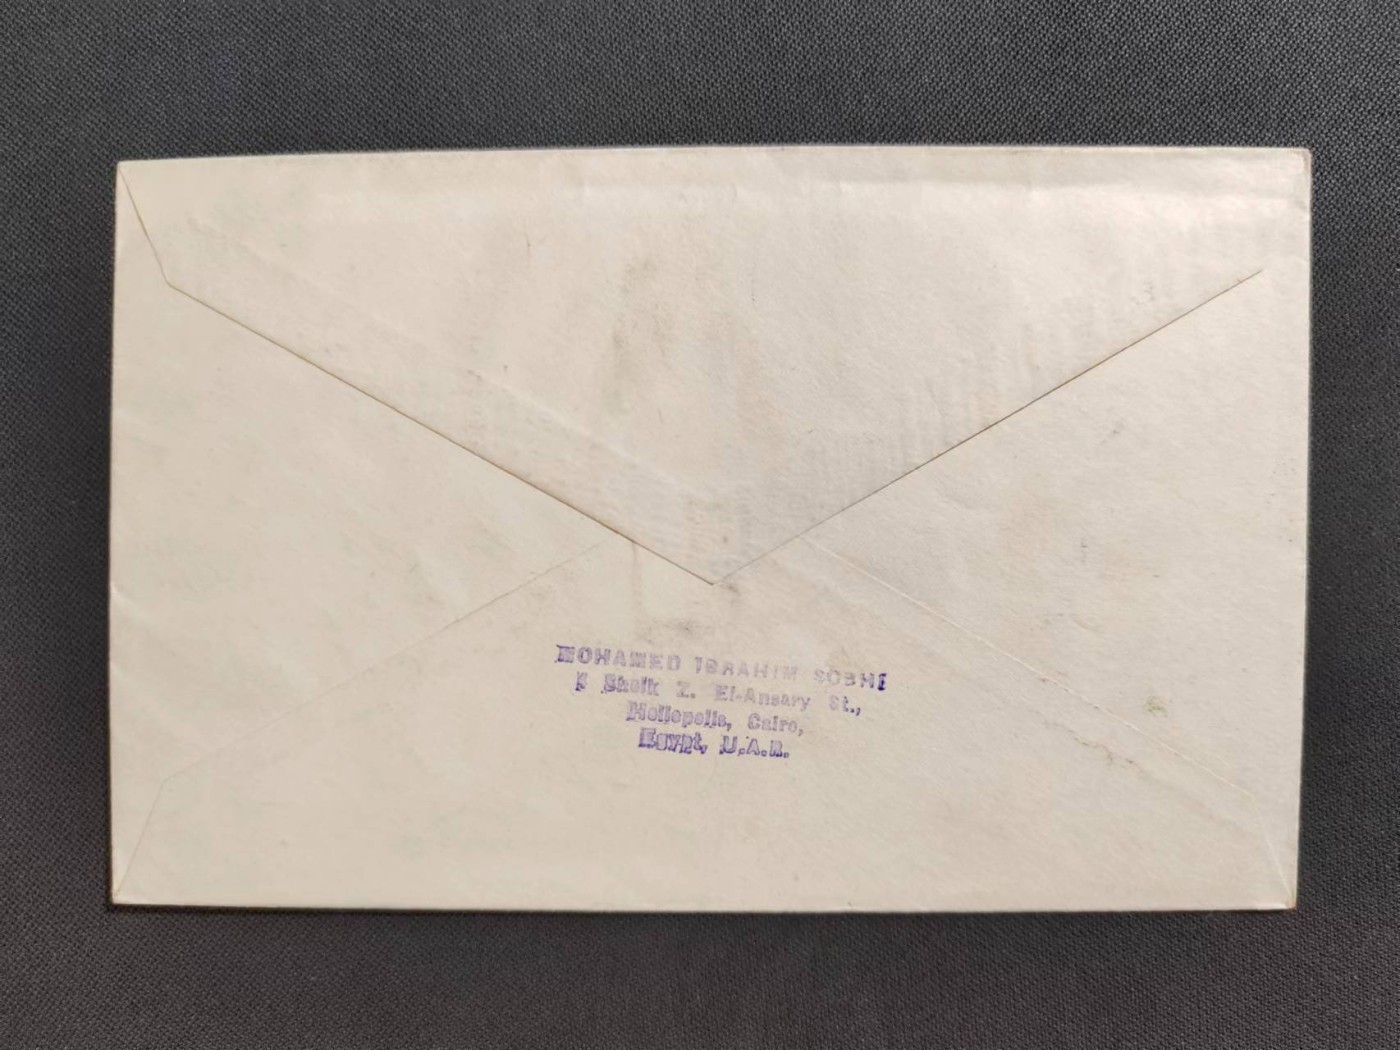 MOHAMED IBRAHIM SOBHI
Sheik Z. El-Ansary St.,
Heliopolis, Cairo,
Egypt, U.A.R.